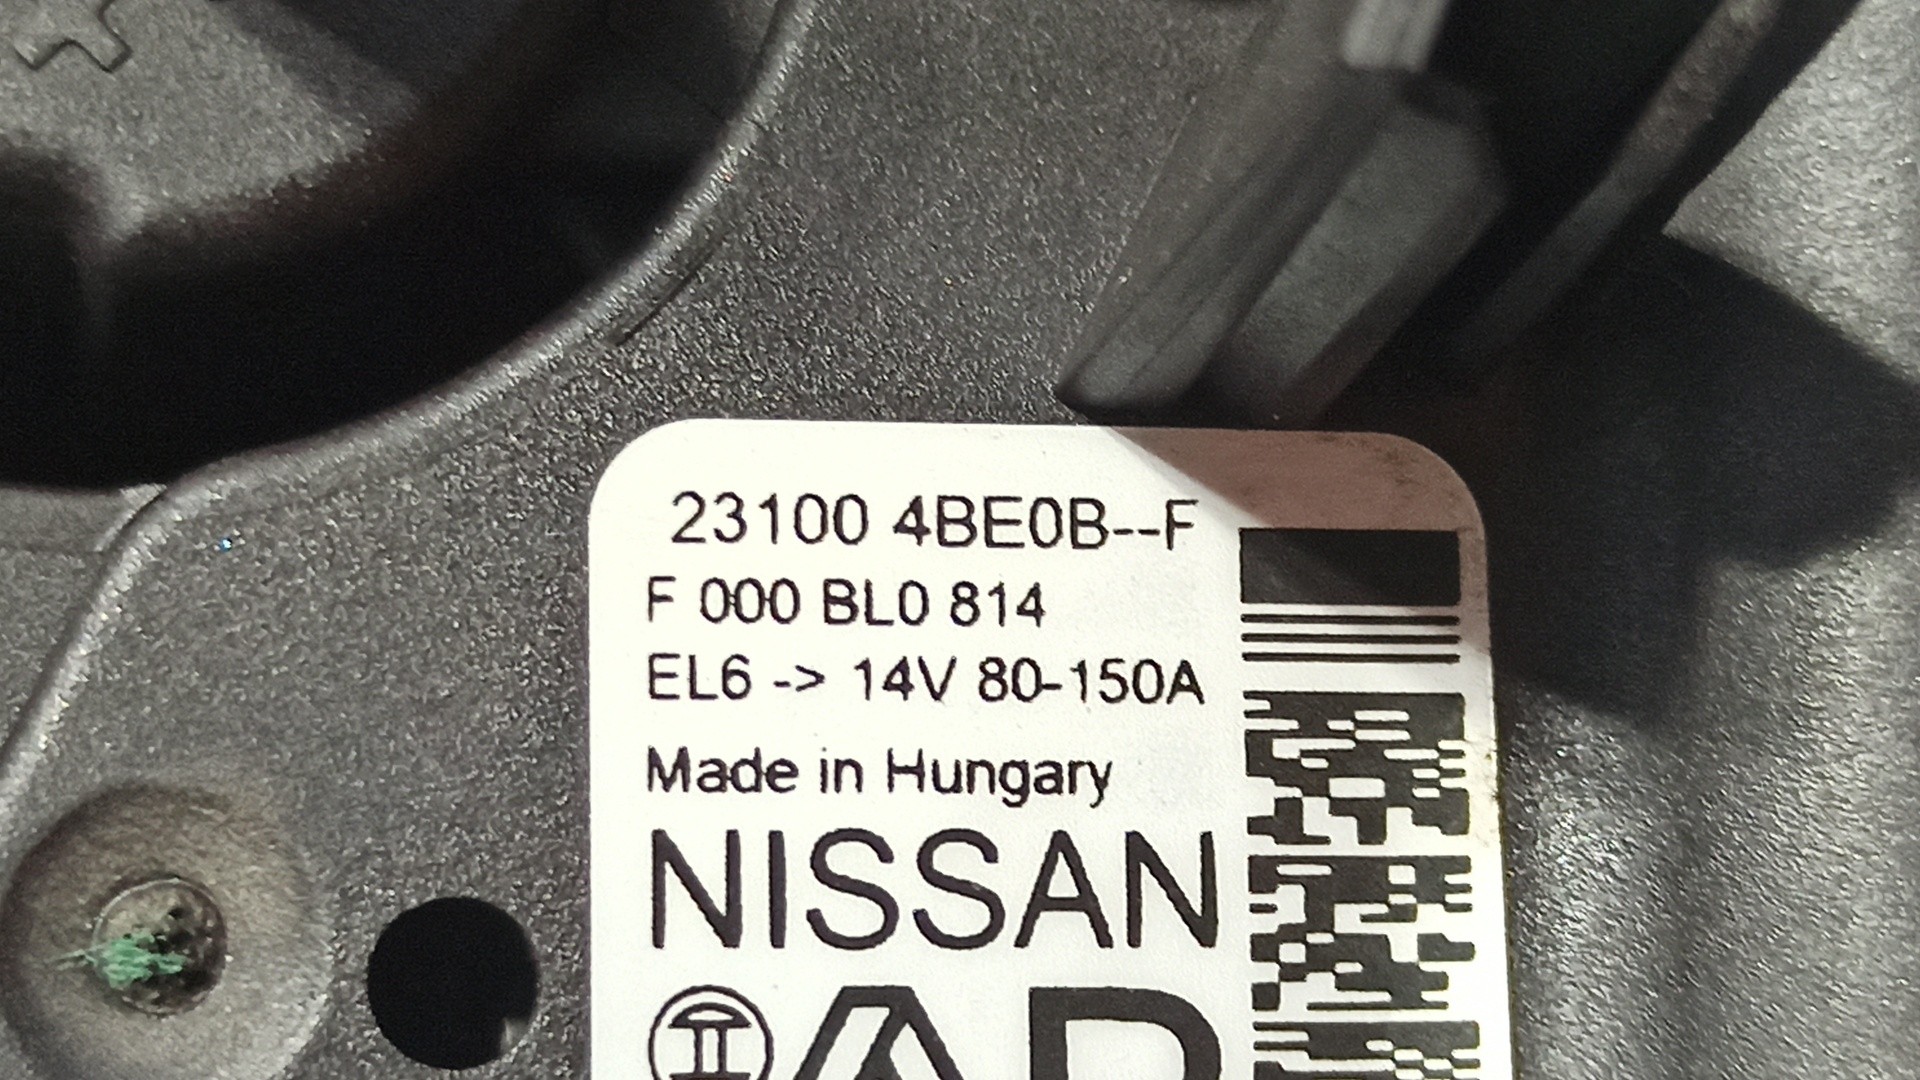 23100 4BE0B--F
F 000 BL0 814
EL6 -> 14V 80-150A
Made in Hungary
NISSAN